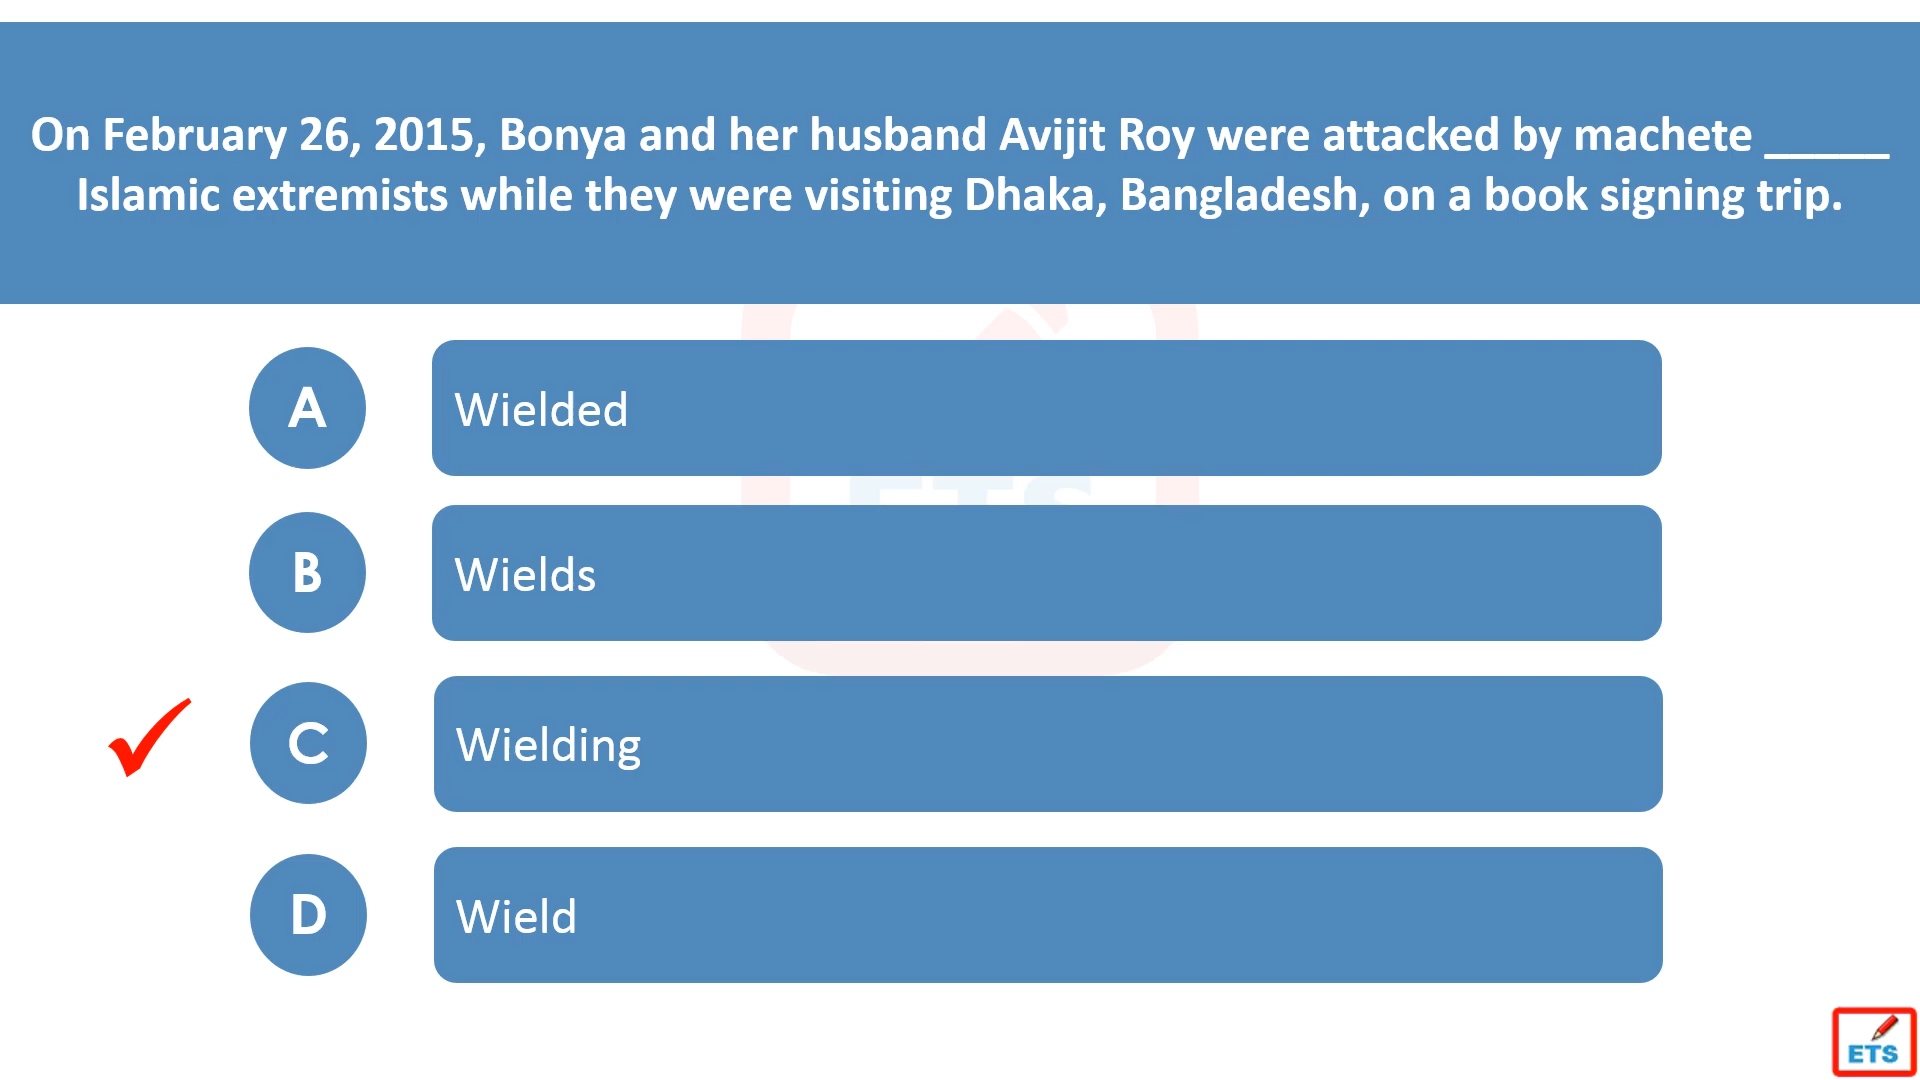 On February 26, 2015, Bonya and her husband Avijit Roy were attacked by machete _____
Islamic extremists while they were visiting Dhaka, Bangladesh, on a book signing trip.
A
Wielded
ETS
B
Wields
C
Wielding
D
Wield
ETS